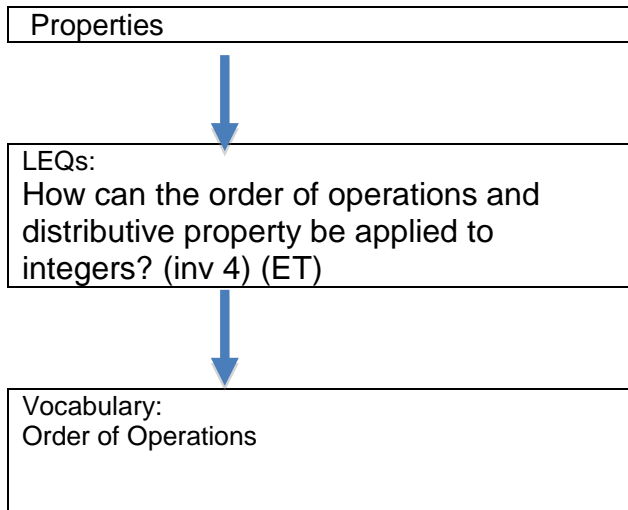 Properties
LEQs:
How can the order of operations and
distributive property be applied to
integers? (inv 4) (ET)
Vocabulary:
Order of Operations